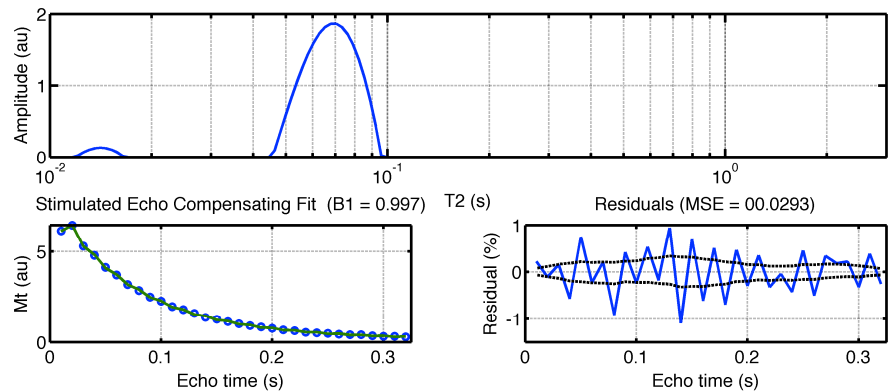 2
1
0
Amplitude (au)
10-2
10-1
100
T2 (s)
Stimulated Echo Compensating Fit (B1 = 0.997)
5
0
Mt (au)
0
0.1
0.2
0.3
Echo time (s)
Residuals (MSE = 00.0293)
1
0
-1
Residual (%)
0
0.1
0.2
0.3
Echo time (s)